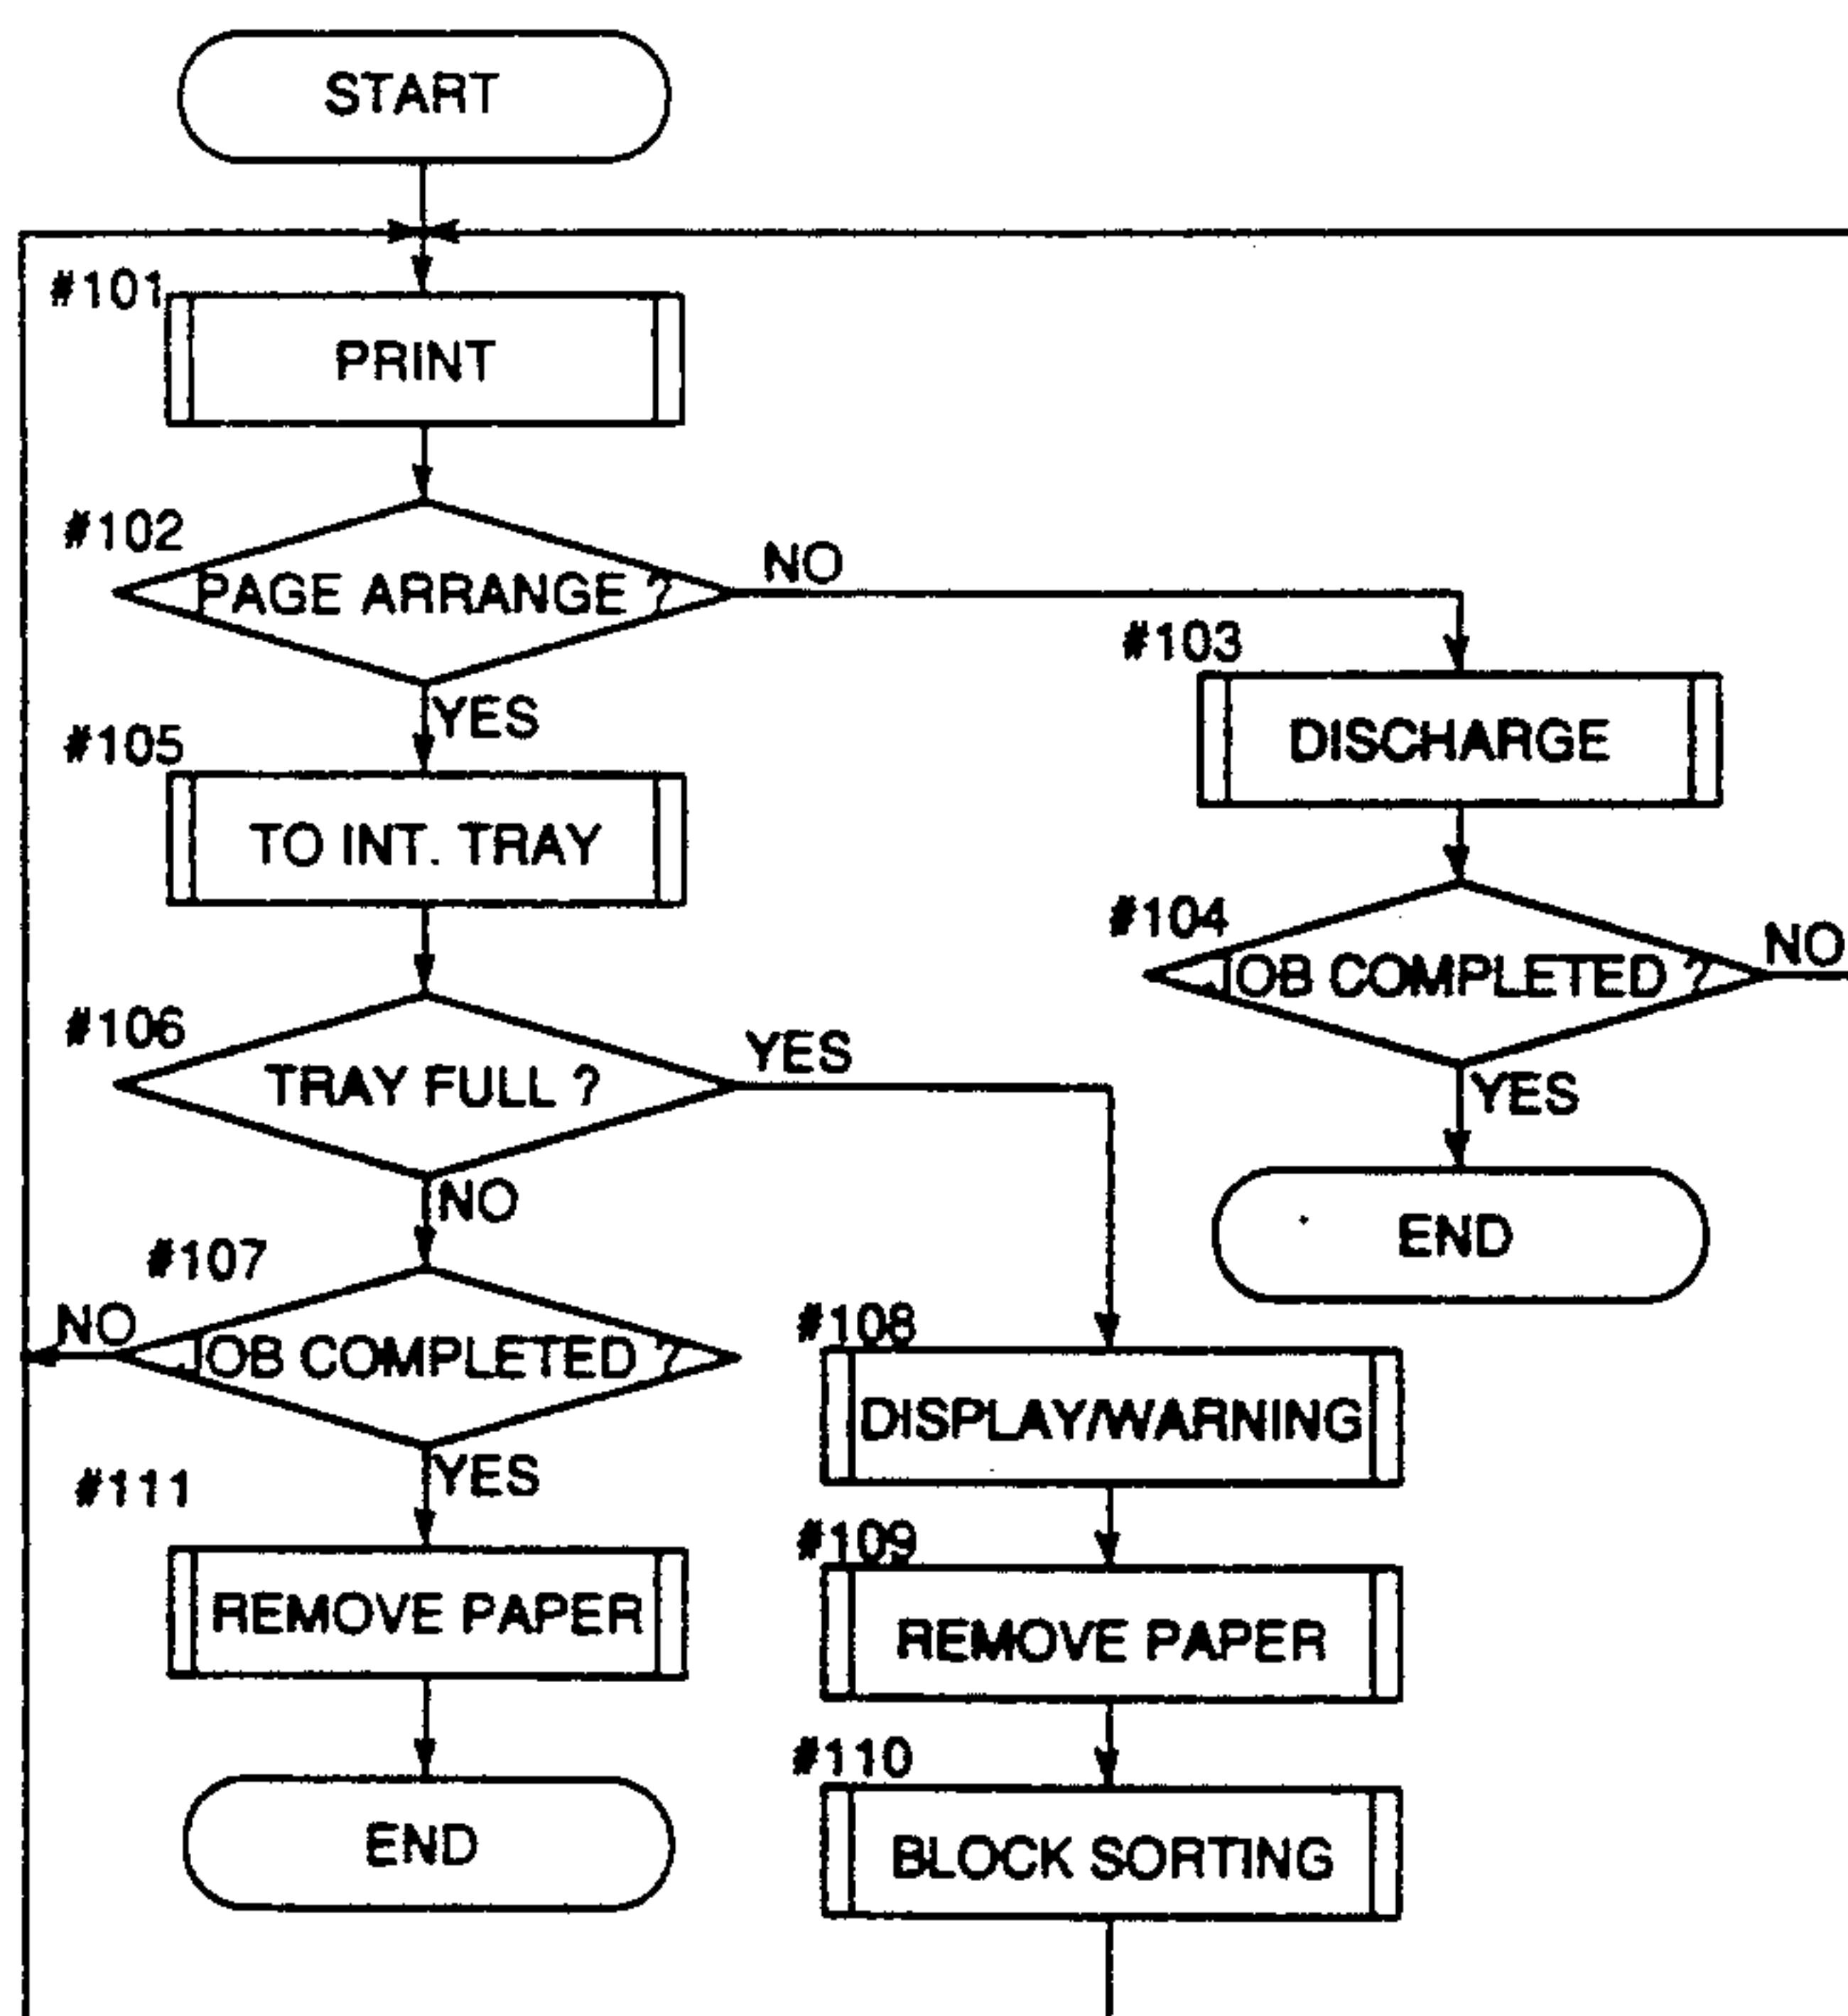 START
#101
PRINT
#102
PAGE ARRANGE ?
NO
YES
#103
DISCHARGE
#104
JOB COMPLETED ?
NO
YES
END
#105
TO INT. TRAY
#106
TRAY FULL ?
YES
NO
#107
JOB COMPLETED ?
NO
YES
#111
REMOVE PAPER
END
#108
DISPLAY/WARNING
#109
REMOVE PAPER
#110
BLOCK SORTING